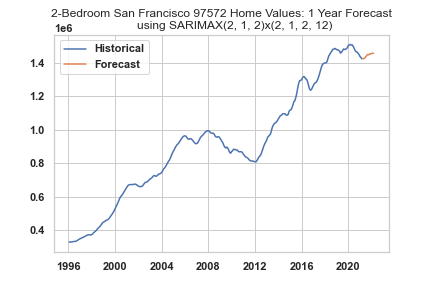 2-Bedroom San Francisco 97572 Home Values: 1 Year Forecast
using SARIMAX(2, 1, 2)x(2, 1, 2, 12)
1e6
Historical
Forecast
1.4
1.2
1.0
0.8
0.6
0.4
1996 2000 2004 2008 2012 2016 2020